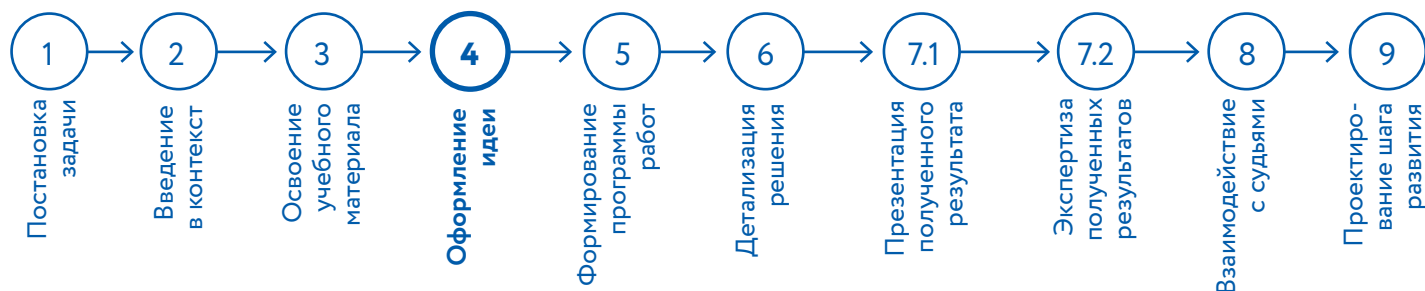 1
Постановка
задачи
2
Введение
в контекст
3
Освоение
учебного
материала
4
Оформление
идеи
5
Формирование
программы
работ
6
Детализация
решения
7.1
Презентация
полученного
результата
7.2
Экспертиза
полученных
результатов
8
Взаимодействие
с судьями
9
Проектиро-
вание шага
развития